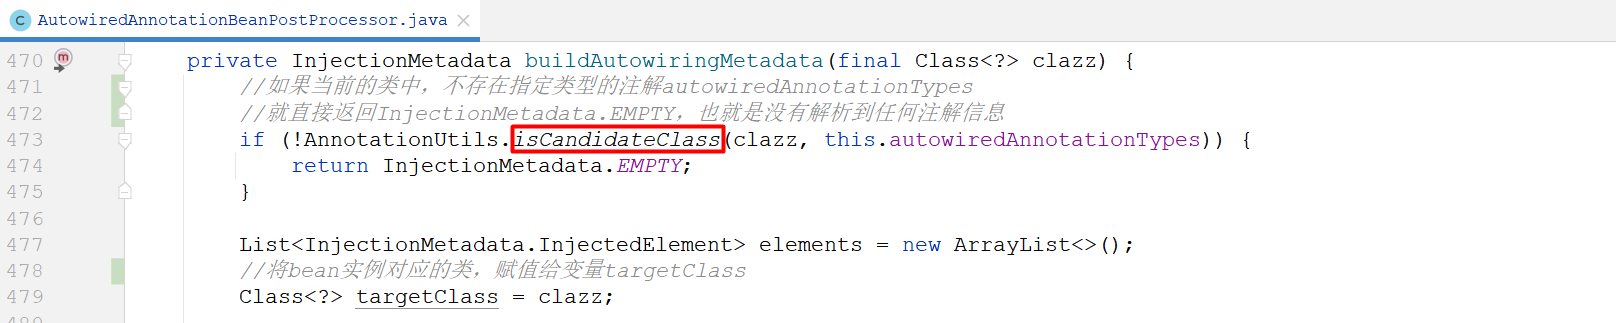 C AutowiredAnnotationBeanPostProcessor.java ×
470 m private InjectionMetadata buildAutowiringMetadata(final Class<?> clazz) {
471 //如果当前的类中，不存在指定类型的注解autowiredAnnotationTypes
472 //就直接返回InjectionMetadata.EMPTY，也就是没有解析到任何注解信息
473 if (!AnnotationUtils.isCandidateClass(clazz, this.autowiredAnnotationTypes)) {
474 return InjectionMetadata.EMPTY;
475 }
476
477 List<InjectionMetadata.InjectedElement> elements = new ArrayList<>();
478 //将bean实例对应的类，赋值给变量targetClass
479 Class<?> targetClass = clazz;
480